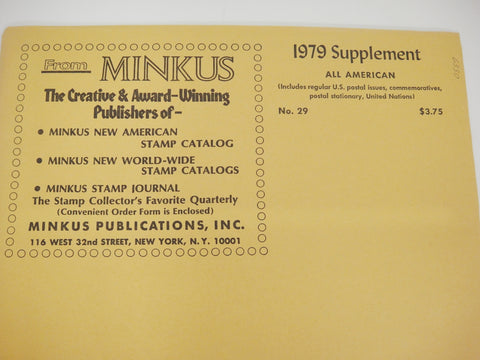 From MINKUS
The Creative & Award-Winning
Publishers of-
• MINKUS NEW AMERICAN
STAMP CATALOG
• MINKUS NEW WORLD-WIDE
STAMP CATALOGS
• MINKUS STAMP JOURNAL
The Stamp Collector's Favorite Quarterly
(Convenient Order Form is Enclosed)
MINKUS PUBLICATIONS, INC.
116 WEST 32nd STREET, NEW YORK, N.Y. 10001
1979 Supplement
ALL AMERICAN
(Includes regular U.S. postal issues, commemoratives,
postal stationary, United Nations)
No. 29 $3.75